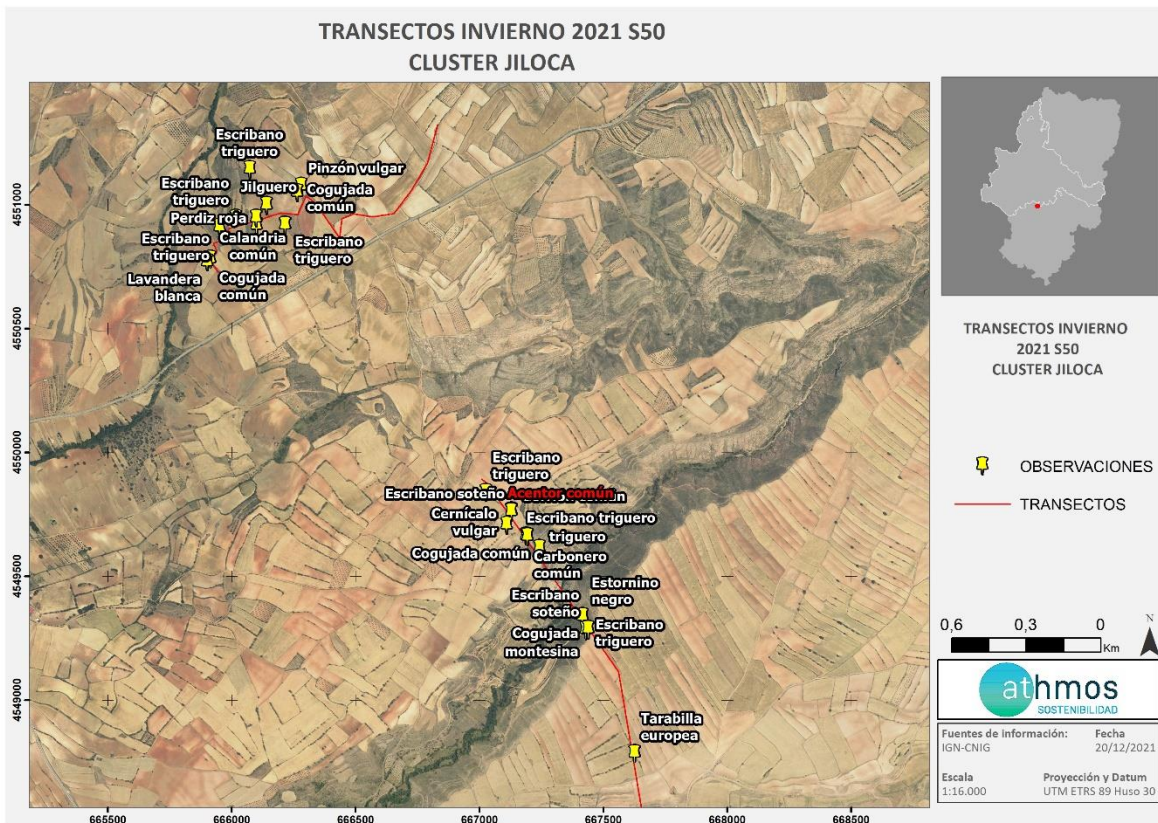 TRANSECTOS INVIERNO 2021 S50
CLUSTER JILOCA
Escribano
triguero
Pinzón vulgar
Escribano
triguero
Jilguero
Cogujada
común
Perdiz roja
Escribano
triguero
Calandria
común
Escribano
triguero
Lavandera
blanca
Cogujada
común
Escribano
triguero
Escribano soteño
Acentor común
Cernícalo
vulgar
Escribano triguero
triguero
Cogujada común
Carbonero
común
Estornino
negro
Escribano
soteño
Cogujada
montesina
Escribano
triguero
Tarabilla
europea
4551000
4550500
4550000
4549500
4549000
665500
666000
666500
667000
667500
668000
668500
TRANSECTOS INVIERNO
2021 S50
CLUSTER JILOCA
OBSERVACIONES
TRANSECTOS
0,6
0,3
0
Km
N
athmos
SOSTENIBILIDAD
Fuentes de información:
IGN-CNIG
Fecha
20/12/2021
Escala
1:16.000
Proyección y Datum
UTM ETRS 89 Huso 30